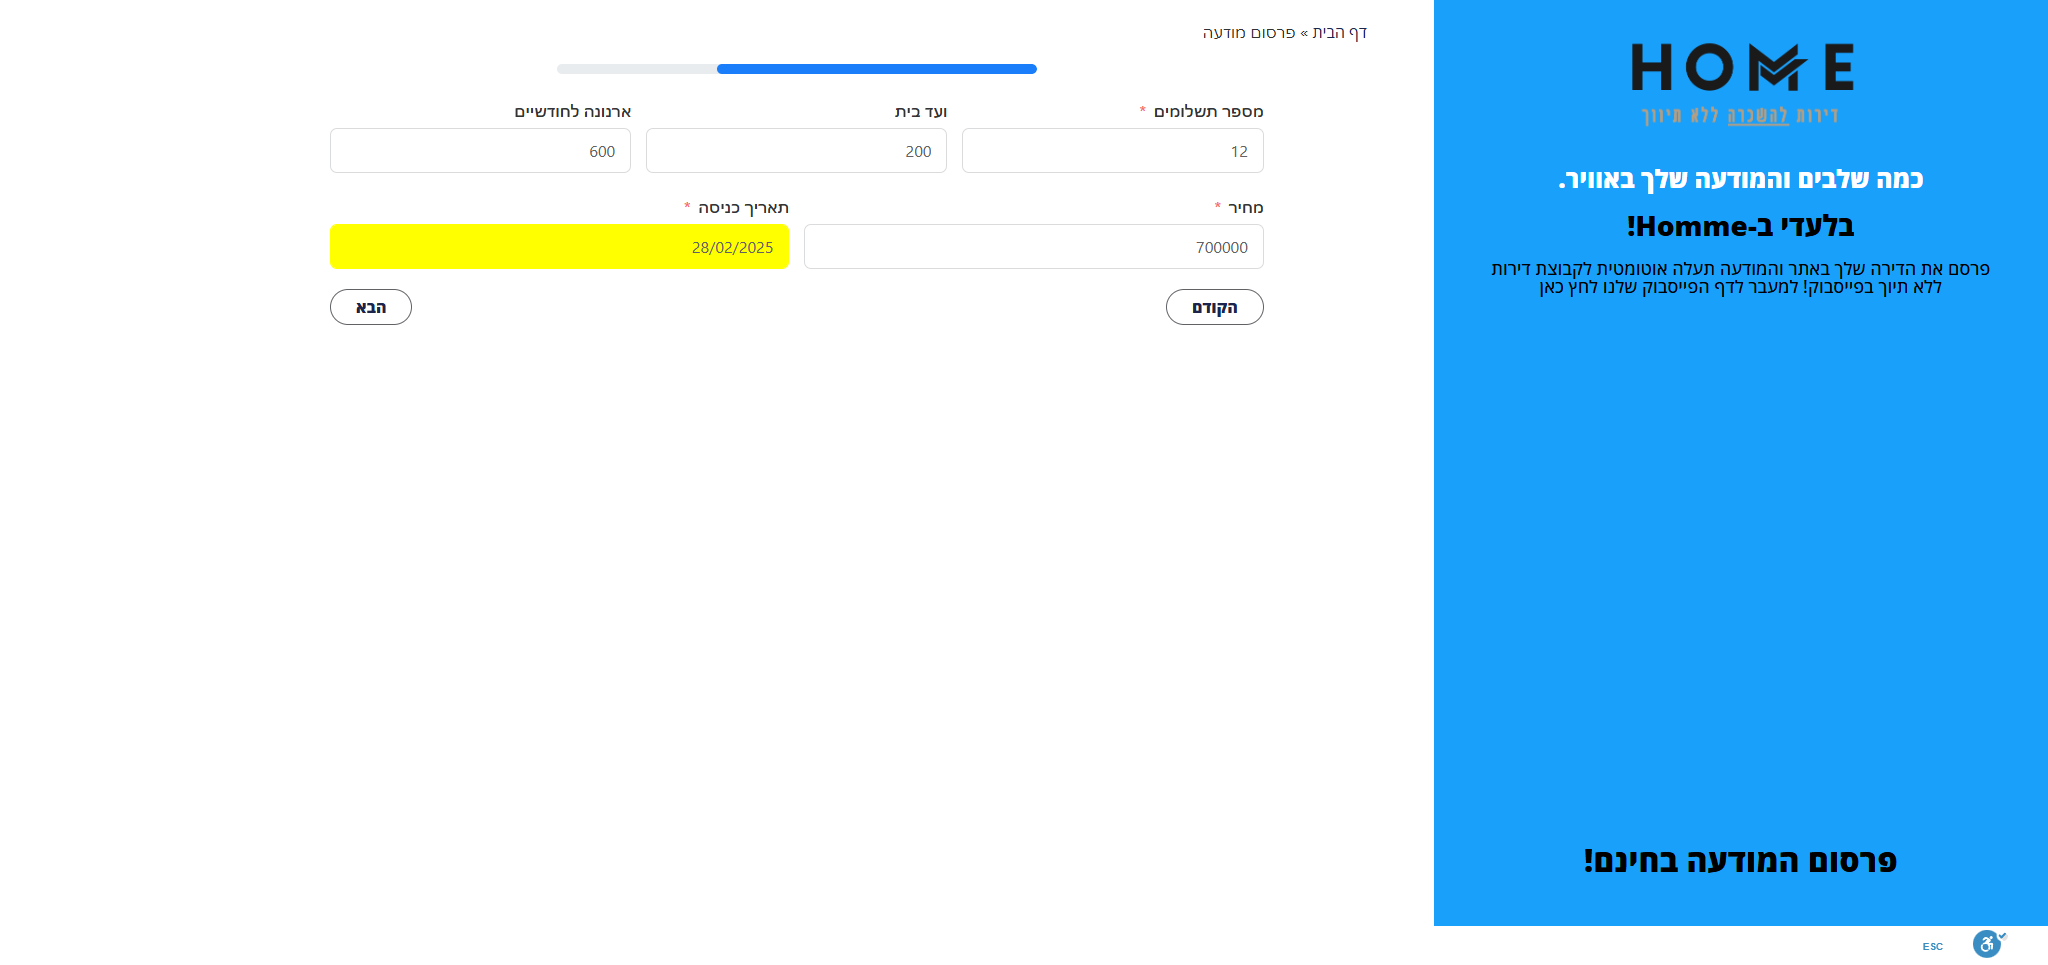 HOME
דירות להשכרה ללא תיווך
כמה שלבים והמודעה שלך באוויר.
בלעדי ב-Homme!
פרסם את הדירה שלך באתר והמודעה תעלה אוטומטית לקבוצת דירות
ללא תיוך בפייסבוק! למעבר לדף הפייסבוק שלנו לחץ כאן
פרסום המודעה בחינם!
דף הבית » פרסום מודעה
מספר תשלומים *
12
ועד בית
200
ארנונה לחודשיים
600
מחיר *
700000
תאריך כניסה *
28/02/2025
הקודם
הבא
ESC